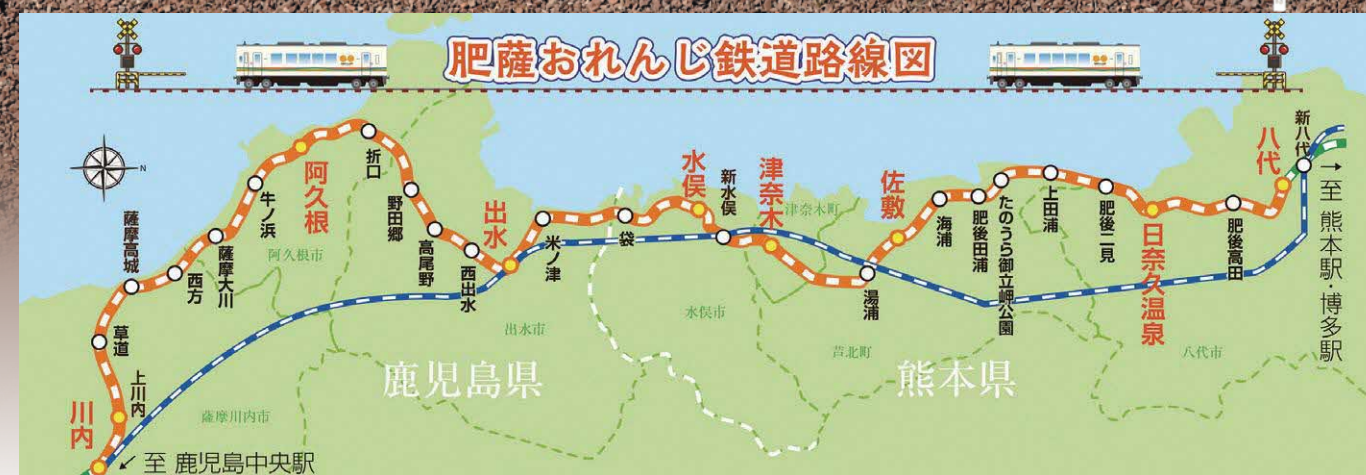 肥薩おれんじ鉄道路線図
N
川内
上川内
草道
薩摩高城
西方
薩摩大川
牛ノ浜
阿久根
折口
野田郷
高尾野
西出水
出水
米ノ津
袋
水俣
新水俣
津奈木
湯浦
佐敷
海浦
肥後田浦
たのうら御立岬公園
上田浦
肥後二見
日奈久温泉
肥後高田
八代
新八代
→至 熊本駅・博多駅
↙ 至 鹿児島中央駅
薩摩川内市
阿久根市
出水市
水俣市
津奈木町
芦北町
八代市
鹿児島県
熊本県